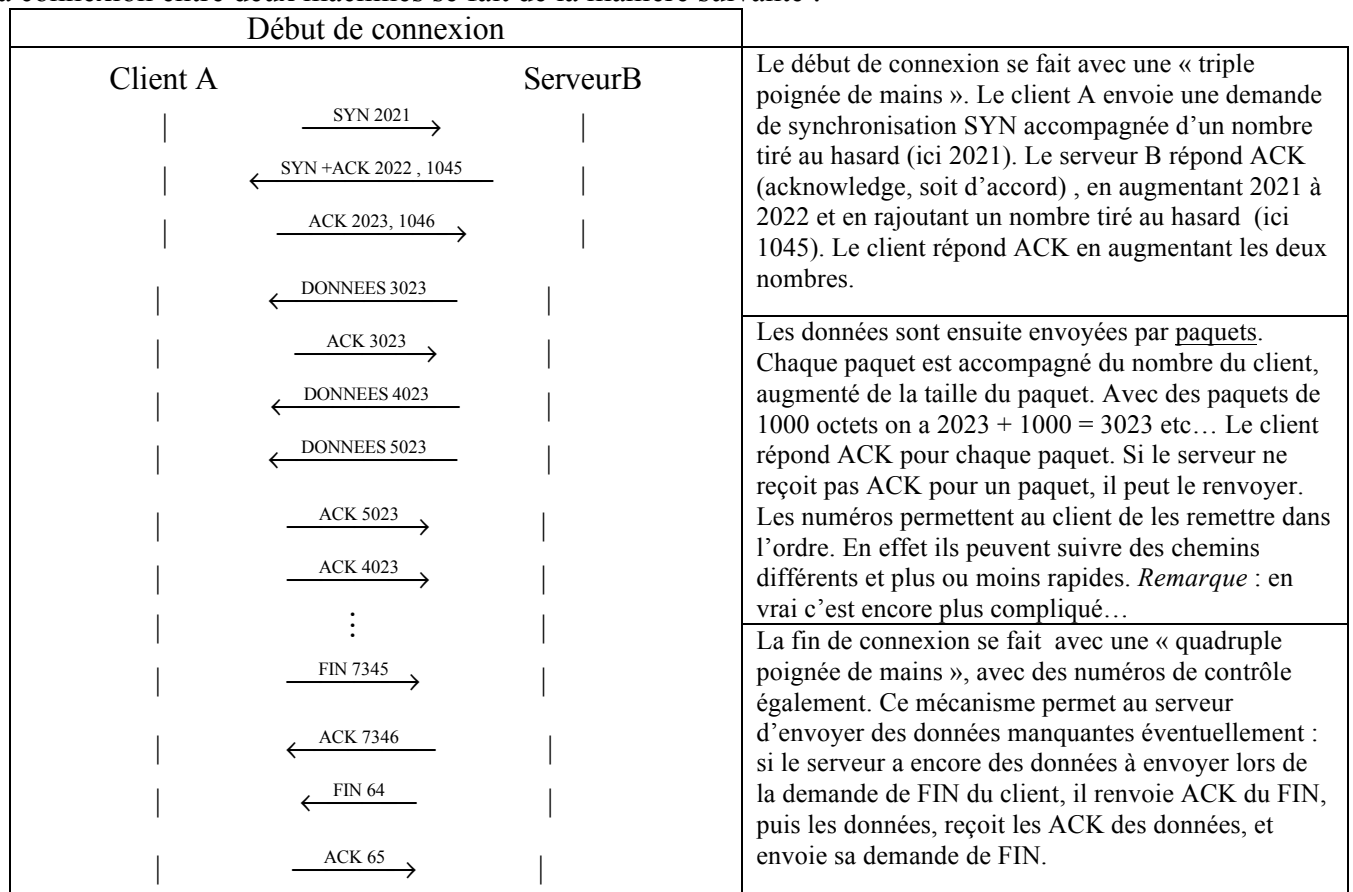 La connexion entre deux machines se fait de la manière suivante :
Début de connexion
Client A
ServeurB
SYN 2021
SYN +ACK 2022 , 1045
ACK 2023, 1046
DONNEES 3023
ACK 3023
DONNEES 4023
DONNEES 5023
ACK 5023
ACK 4023
⋮
FIN 7345
ACK 7346
FIN 64
ACK 65
Le début de connexion se fait avec une « triple
poignée de mains ». Le client A envoie une demande
de synchronisation SYN accompagnée d’un nombre
tiré au hasard (ici 2021). Le serveur B répond ACK
(acknowledge, soit d’accord) , en augmentant 2021 à
2022 et en rajoutant un nombre tiré au hasard (ici
1045). Le client répond ACK en augmentant les deux
nombres.
Les données sont ensuite envoyées par paquets.
Chaque paquet est accompagné du nombre du client,
augmenté de la taille du paquet. Avec des paquets de
1000 octets on a 2023 + 1000 = 3023 etc… Le client
répond ACK pour chaque paquet. Si le serveur ne
reçoit pas ACK pour un paquet, il peut le renvoyer.
Les numéros permettent au client de les remettre dans
l’ordre. En effet ils peuvent suivre des chemins
différents et plus ou moins rapides. Remarque : en
vrai c’est encore plus compliqué…
La fin de connexion se fait avec une « quadruple
poignée de mains », avec des numéros de contrôle
également. Ce mécanisme permet au serveur
d’envoyer des données manquantes éventuellement :
si le serveur a encore des données à envoyer lors de
la demande de FIN du client, il renvoie ACK du FIN,
puis les données, reçoit les ACK des données, et
envoie sa demande de FIN.